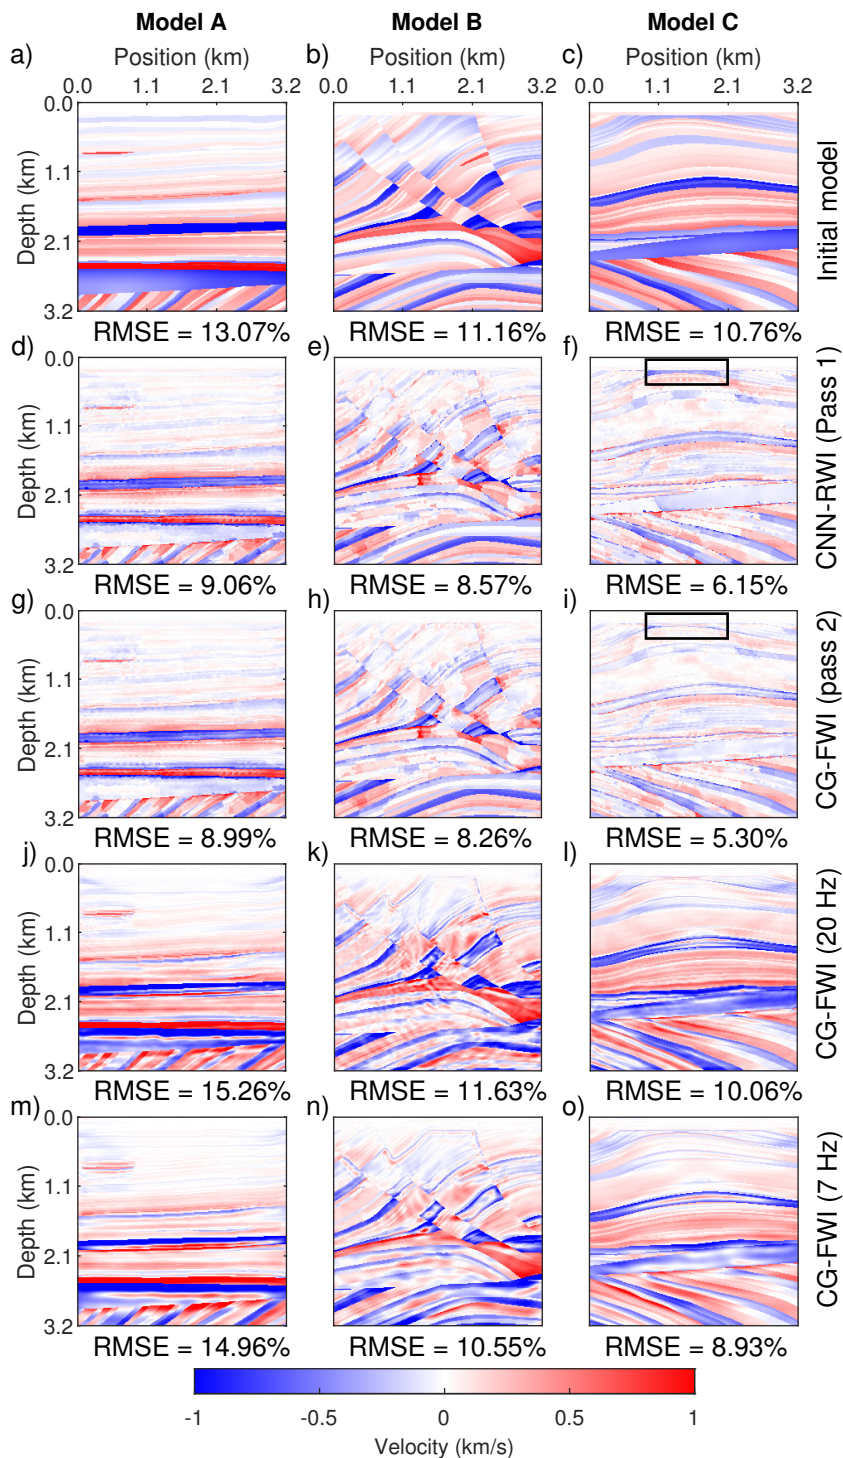 Model A Model B Model C
a) Position (km) b) Position (km) c) Position (km)
0.0 1.1 2.1 3.2 0.0 1.1 2.1 3.2 0.0 1.1 2.1 3.2
0.0
1.1
2.1
3.2
Depth (km)
Initial model
RMSE = 13.07% RMSE = 11.16% RMSE = 10.76%
d) e) f)
0.0
1.1
2.1
3.2
Depth (km)
CNN-RWI (Pass 1)
RMSE = 9.06% RMSE = 8.57% RMSE = 6.15%
g) h) i)
0.0
1.1
2.1
3.2
Depth (km)
CG-FWI (pass 2)
RMSE = 8.99% RMSE = 8.26% RMSE = 5.30%
j) k) l)
0.0
1.1
2.1
3.2
Depth (km)
CG-FWI (20 Hz)
RMSE = 15.26% RMSE = 11.63% RMSE = 10.06%
m) n) o)
0.0
1.1
2.1
3.2
Depth (km)
CG-FWI (7 Hz)
RMSE = 14.96% RMSE = 10.55% RMSE = 8.93%
-1 -0.5 0 0.5 1
Velocity (km/s)